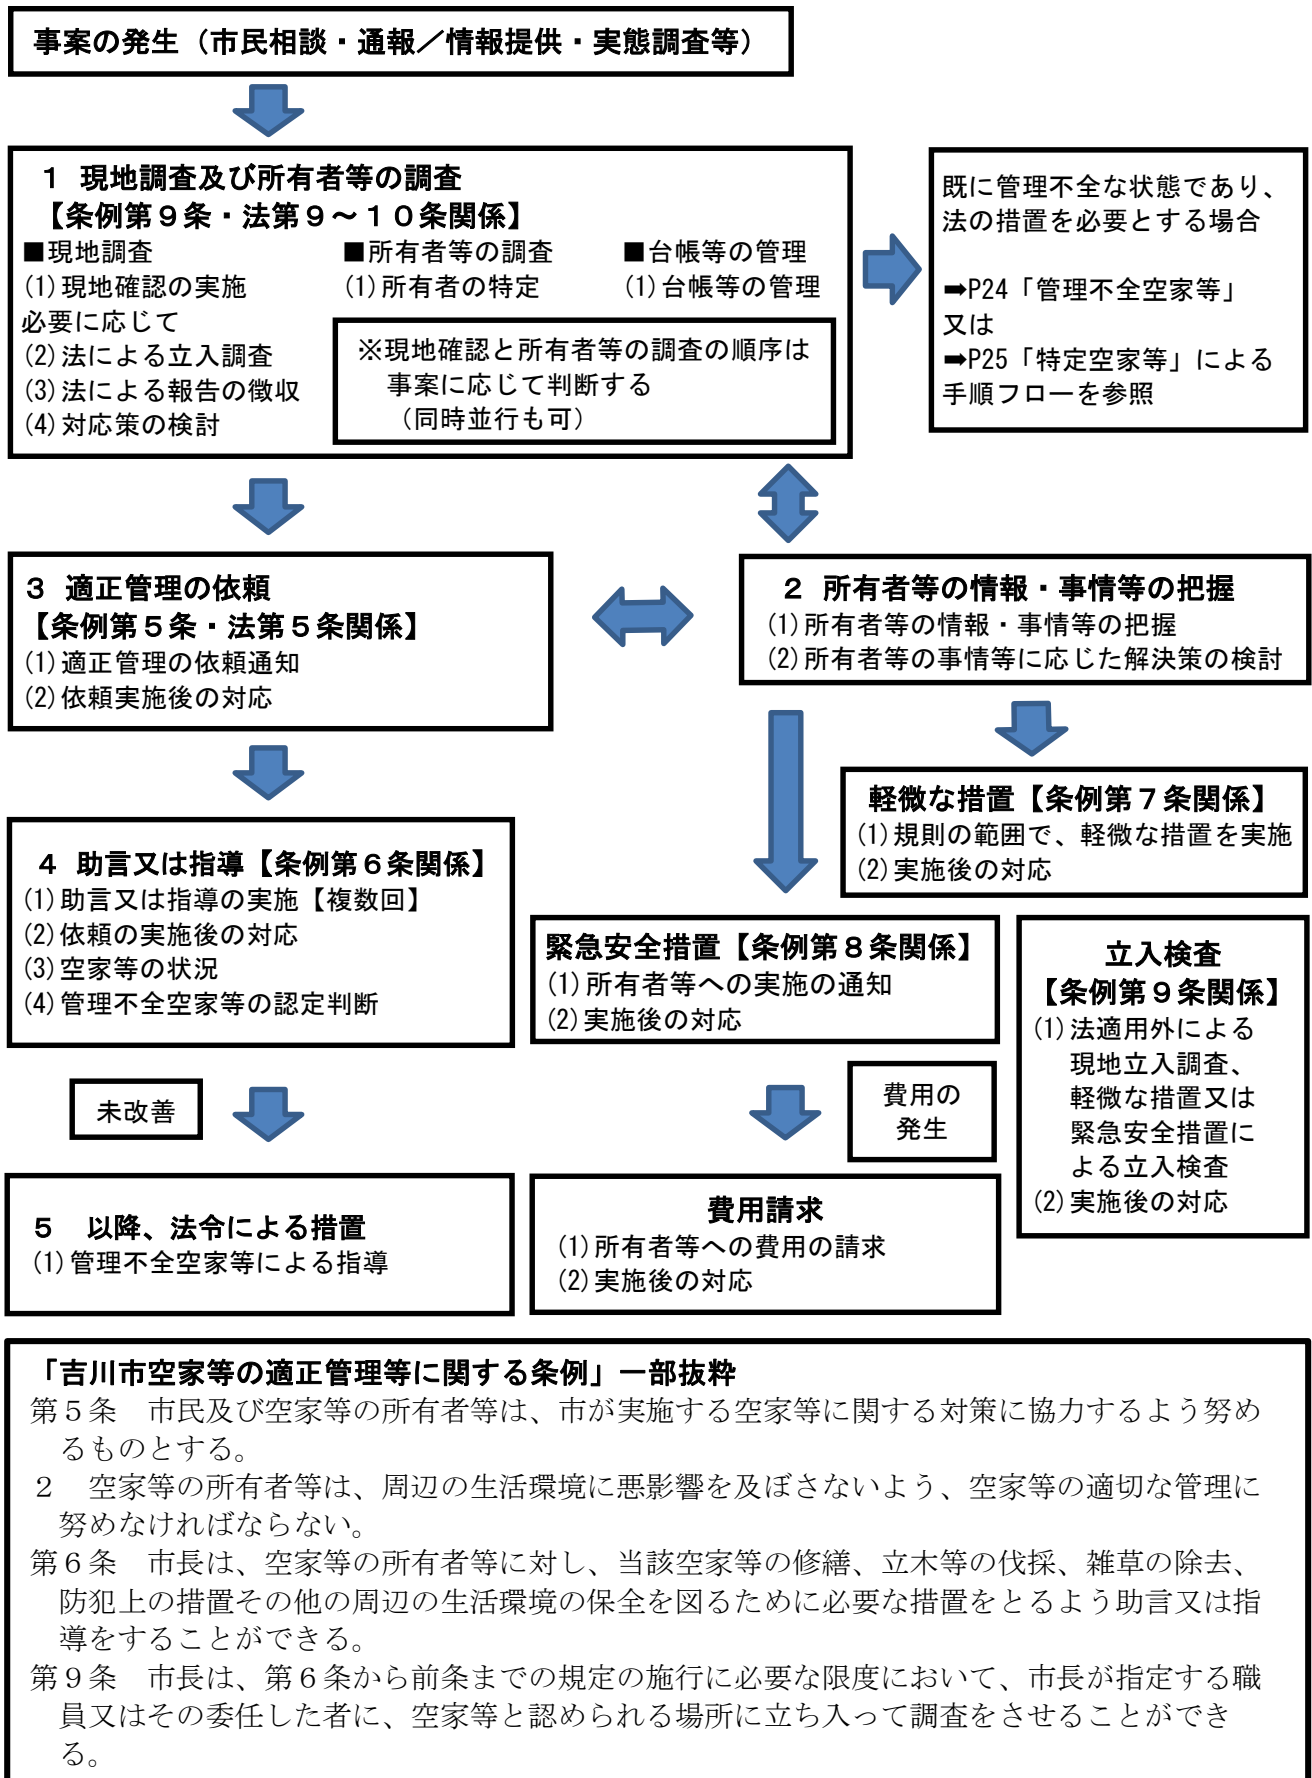 事案の発生（市民相談・通報／情報提供・実態調査等）
１ 現地調査及び所有者等の調査
【条例第９条・法第９～１０条関係】
■現地調査
(1)現地確認の実施
必要に応じて
(2)法による立入調査
(3)法による報告の徴収
(4)対応策の検討
■所有者等の調査
(1)所有者の特定
■台帳等の管理
(1)台帳等の管理
※現地確認と所有者等の調査の順序は
事案に応じて判断する
（同時並行も可）
既に管理不全な状態であり、
法の措置を必要とする場合
➡P24「管理不全空家等」
又は
➡P25「特定空家等」による
手順フローを参照
３ 適正管理の依頼
【条例第５条・法第５条関係】
(1)適正管理の依頼通知
(2)依頼実施後の対応
２ 所有者等の情報・事情等の把握
(1)所有者等の情報・事情等の把握
(2)所有者等の事情等に応じた解決策の検討
軽微な措置【条例第７条関係】
(1)規則の範囲で、軽微な措置を実施
(2)実施後の対応
４ 助言又は指導【条例第６条関係】
(1)助言又は指導の実施【複数回】
(2)依頼の実施後の対応
(3)空家等の状況
(4)管理不全空家等の認定判断
緊急安全措置【条例第８条関係】
(1)所有者等への実施の通知
(2)実施後の対応
立入検査
【条例第９条関係】
(1)法適用外による
現地立入調査、
軽微な措置又は
緊急安全措置に
よる立入検査
(2)実施後の対応
未改善
費用の
発生
５ 以降、法令による措置
(1)管理不全空家等による指導
費用請求
(1)所有者等への費用の請求
(2)実施後の対応
「吉川市空家等の適正管理等に関する条例」一部抜粋
第５条　市民及び空家等の所有者等は、市が実施する空家等に関する対策に協力するよう努め
るものとする。
２　空家等の所有者等は、周辺の生活環境に悪影響を及ぼさないよう、空家等の適切な管理に
努めなければならない。
第６条　市長は、空家等の所有者等に対し、当該空家等の修繕、立木等の伐採、雑草の除去、
防犯上の措置その他の周辺の生活環境の保全を図るために必要な措置をとるよう助言又は指
導をすることができる。
第９条　市長は、第６条から前条までの規定の施行に必要な限度において、市長が指定する職
員又はその委任した者に、空家等と認められる場所に立ち入って調査をさせることができ
る。